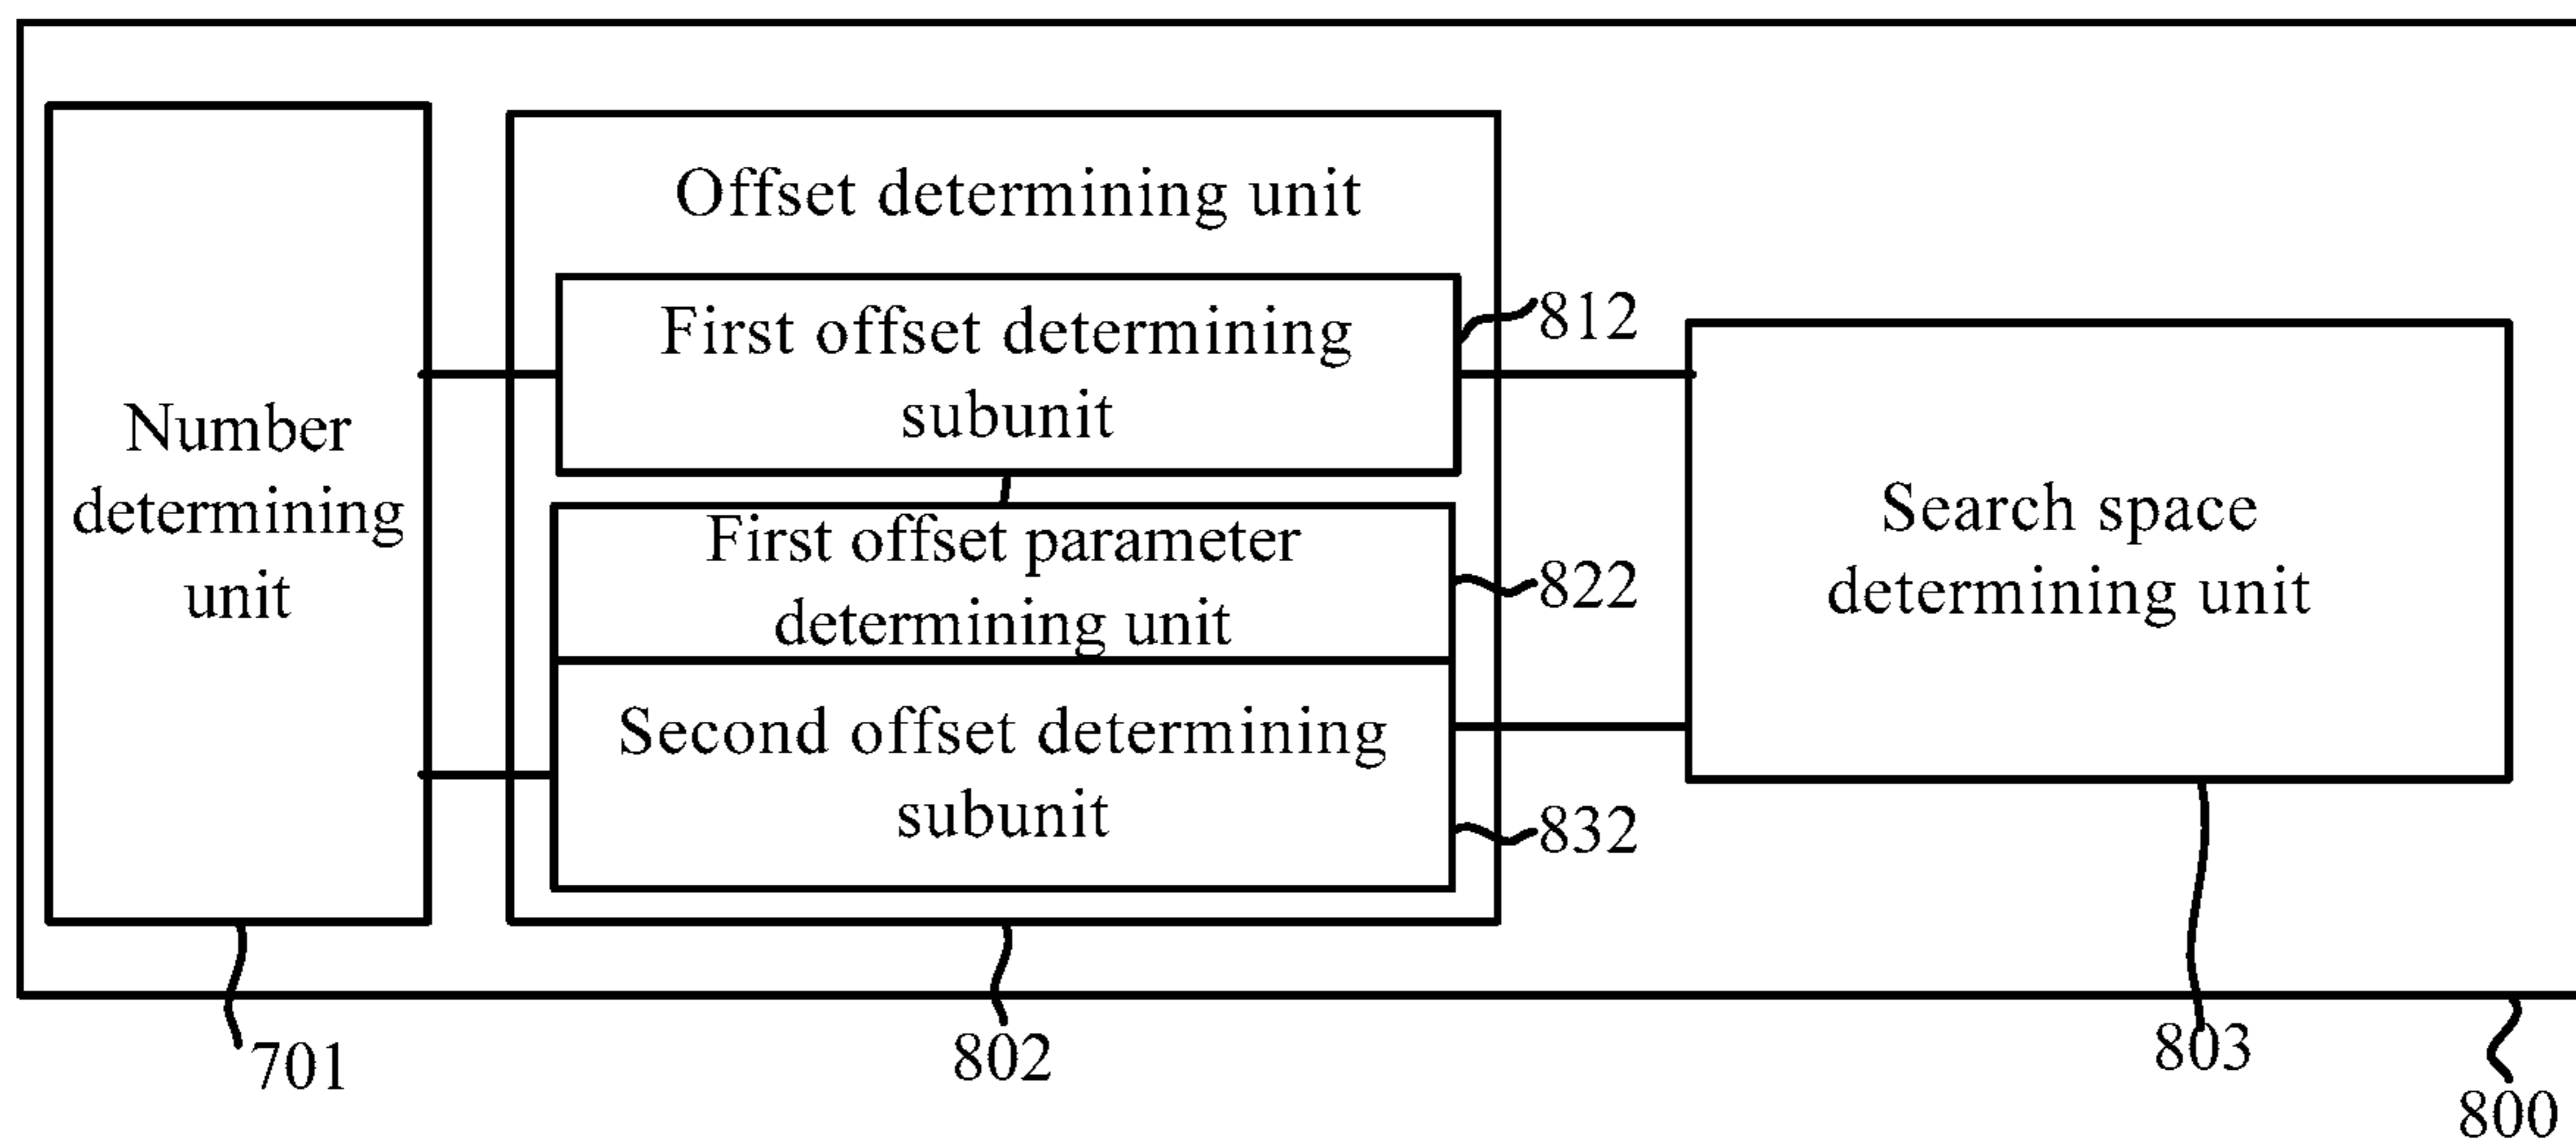 Number
determining
unit
Offset determining unit
First offset determining
subunit
812
First offset parameter
determining unit
822
Second offset determining
subunit
832
Search space
determining unit
701
802
803
800